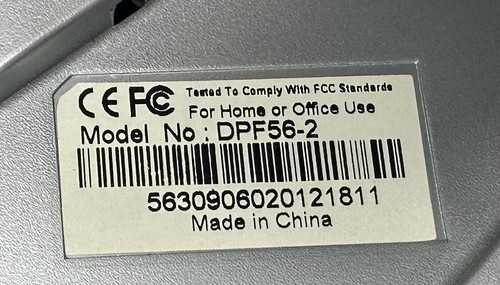 CE FC Tested To Comply With FCC Standards
For Home or Office Use
Model No : DPF56-2
5630906020121811
Made in China